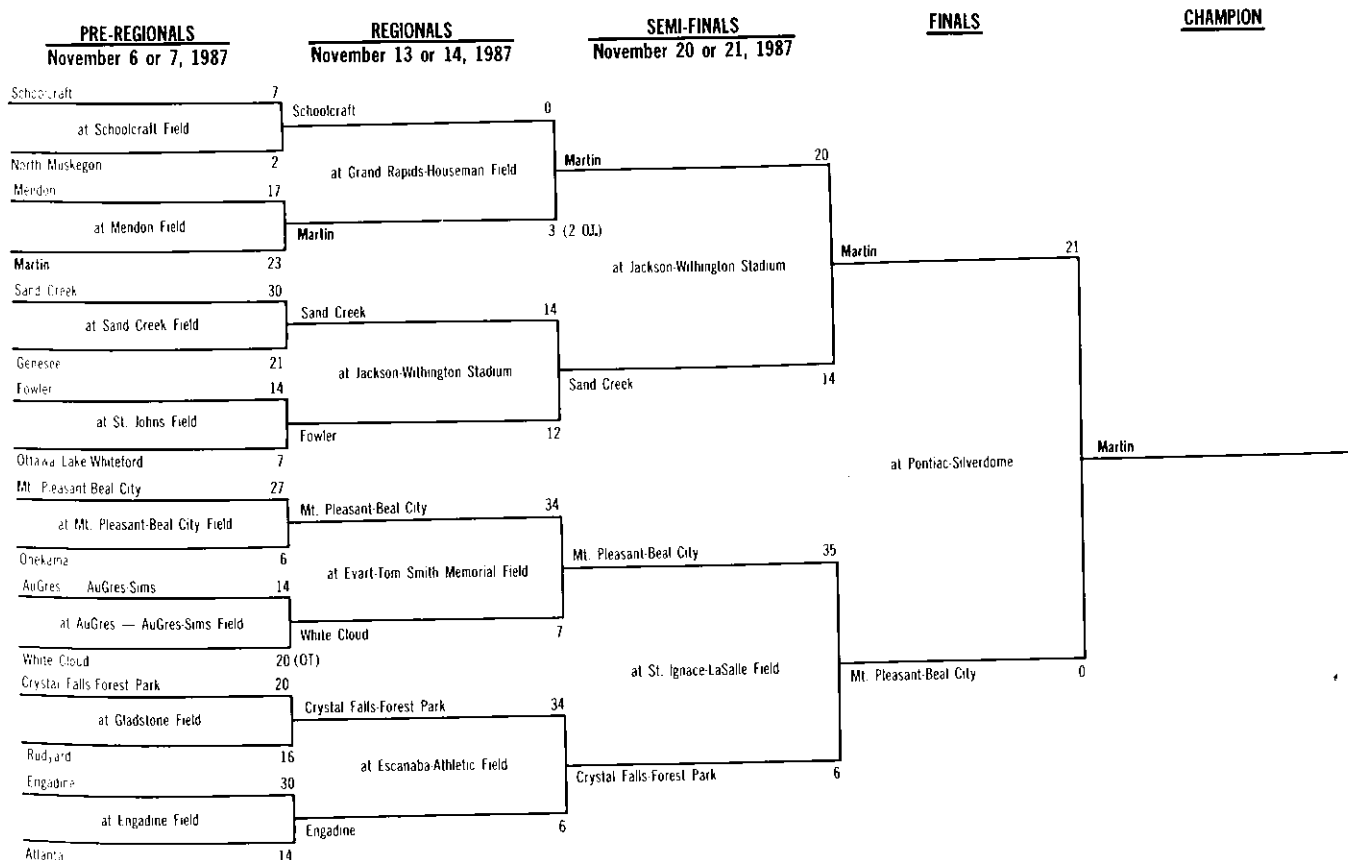 PRE-REGIONALS
November 6 or 7, 1987
REGIONALS
November 13 or 14, 1987
SEMI-FINALS
November 20 or 21, 1987
FINALS
CHAMPION
Schoolcraft 7
at Schoolcraft Field
North Muskegon 2
Mendon 17
at Mendon Field
Martin 23
Sand Creek 30
at Sand Creek Field
Genesee 21
Fowler 14
at St. Johns Field
Ottawa Lake Whiteford 7
Mt. Pleasant Beal City 27
at Mt. Pleasant-Beal City Field
Onekama 6
AuGres AuGres-Sims 14
at AuGres — AuGres-Sims Field
White Cloud 20 (OT)
Crystal Falls Forest Park 20
at Gladstone Field
Rudyard 16
Engadine 30
at Engadine Field
Atlanta 14
Schoolcraft 0
at Grand Rapids-Houseman Field
Martin 3 (2 O.T.)
Sand Creek 14
at Jackson-Wilhington Stadium
Fowler 12
Mt. Pleasant-Beal City 34
at Evart-Tom Smith Memorial Field
White Cloud 7
Crystal Falls-Forest Park 34
at Escanaba-Athletic Field
Engadine 6
Martin 20
at Jackson-Wilhington Stadium
Sand Creek 14
Mt. Pleasant-Beal City 35
at St. Ignace-LaSalle Field
Crystal Falls-Forest Park 6
Martin 21
at Pontiac-Silverdome
Mt. Pleasant-Beal City 0
Martin